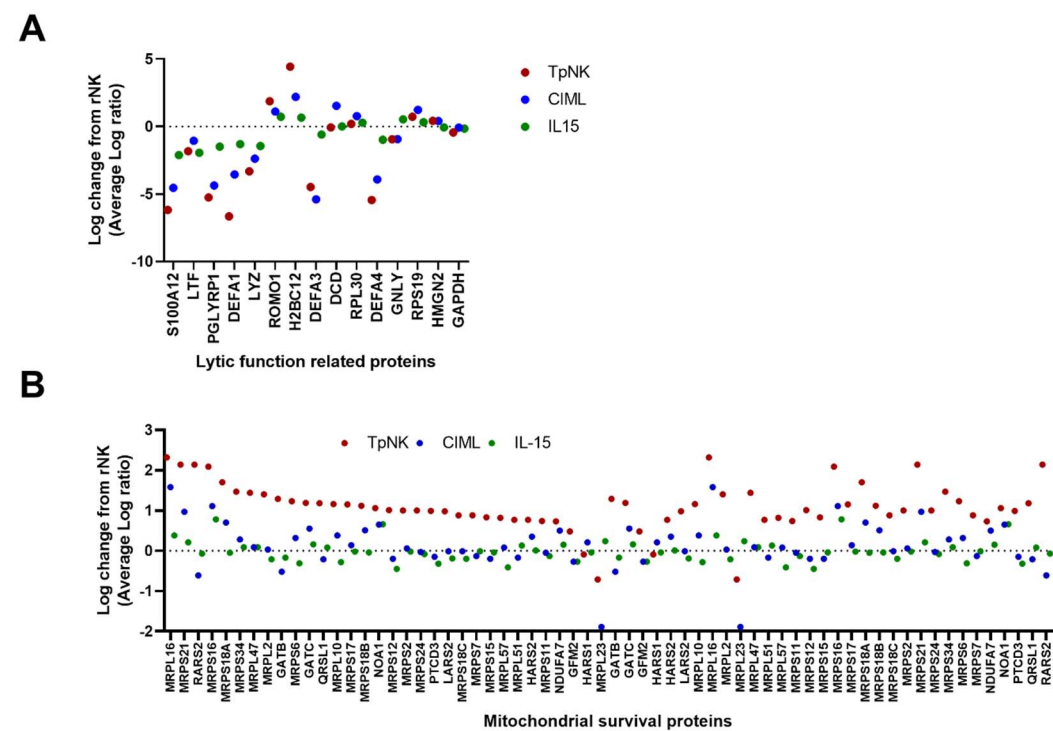 A
Log change from rNK
(Average Log ratio)
5
0
-5
-10
TpNK
CIML
IL15
S100A12
LTF
PGLYRP1
DEFA1
LYZ
ROMO1
H2BC12
DEFA3
DCD
RPL30
DEFA4
GNLY
RPS19
HMGN2
GAPDH
Lytic function related proteins
B
Log change from rNK
(Average Log ratio)
3
2
1
0
-1
-2
TpNK CIML IL-15
MRPL16
MRPS21
RARS2
MRPS16
MRPS18A
MRPS34
MRPL47
MRPL2
GATB
MRPS6
GATC
QRSL1
MRPL10
MRPS17
MRPS18B
NOA1
MRPS12
MRPS2
MRPS24
PTCD3
LARS2
MRPS18C
MRPS7
MRPS15
MRPL57
MRPL51
HARS2
MRPS11
NDUFA7
GFM2
HARS1
MRPL23
GATB
GATC
GFM2
HARS1
HARS2
LARS2
MRPL10
MRPL16
MRPL2
MRPL23
MRPL47
MRPL51
MRPL57
MRPS11
MRPS12
MRPS15
MRPS16
MRPS17
MRPS18A
MRPS18B
MRPS18C
MRPS2
MRPS21
MRPS24
MRPS34
MRPS6
MRPS7
NDUFA7
NOA1
PTCD3
QRSL1
RARS2
Mitochondrial survival proteins